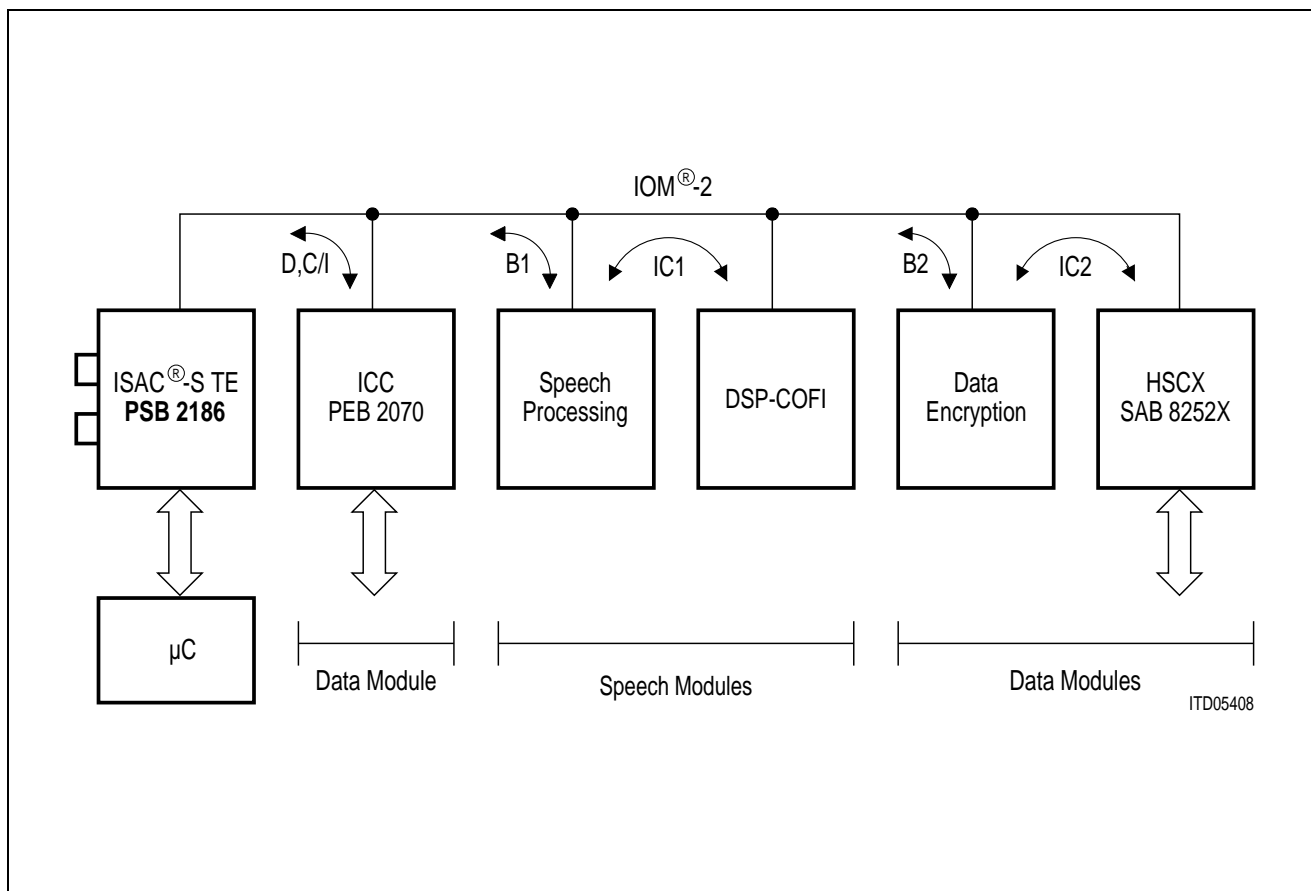 IOM®-2
D,C/I
B1
IC1
B2
IC2
ISAC®-S TE
PSB 2186
ICC
PEB 2070
Speech
Processing
DSP-COFI
Data
Encryption
HSCX
SAB 8252X
µC
Data Module
Speech Modules
Data Modules
ITD05408